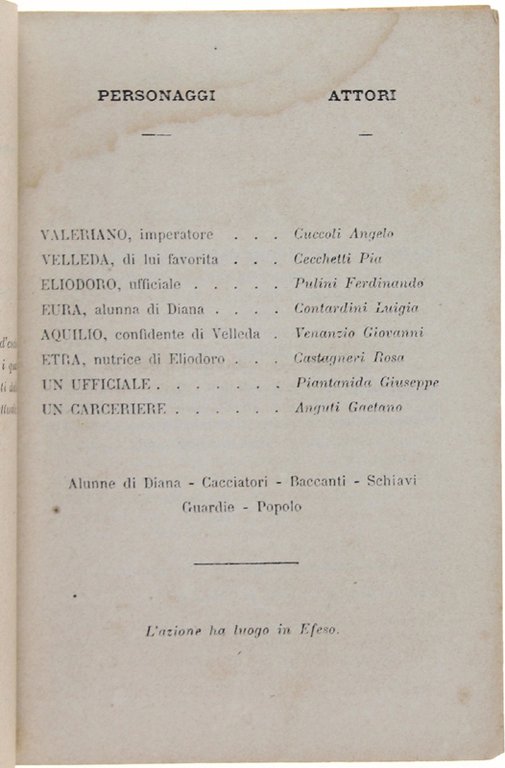 PERSONAGGI ATTORI
VALERIANO, imperatore . . . Cuccoli Angelo
VELLEDA, di lui favorita . . . Cecchetti Pia
ELIODORO, ufficiale . . . . . Pulini Ferdinando
EURA, alunna di Diana . . . . Contardini Luigia
AQUILIO, confidente di Velleda . Venanzio Giovanni
ETRA, nutrice di Eliodoro . . . Castagneri Rosa
UN UFFICIALE . . . . . . . Piantanida Giuseppe
UN CARCERIERE . . . . . . Anguti Gaetano
Alunne di Diana - Cacciatori - Baccanti - Schiavi
Guardie - Popolo
L'azione ha luogo in Efeso.